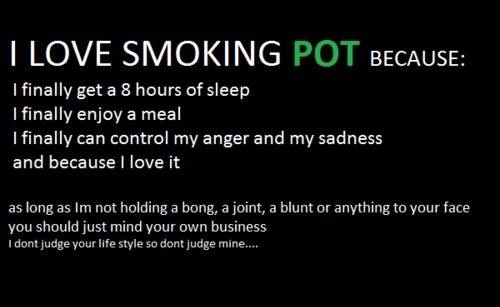 I LOVE SMOKING POT BECAUSE:
I finally get a 8 hours of sleep
I finally enjoy a meal
I finally can control my anger and my sadness
and because I love it
as long as Im not holding a bong, a joint, a blunt or anything to your face
you should just mind your own business
I dont judge your life style so dont judge mine....